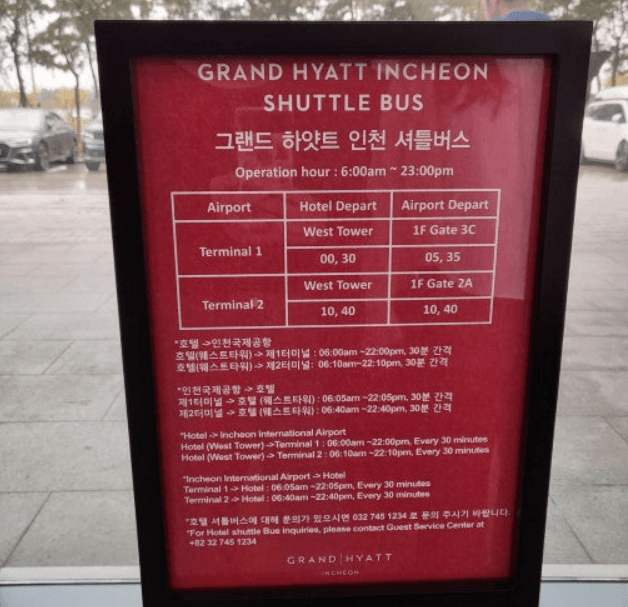 GRAND HYATT INCHEON
SHUTTLE BUS
그랜드 하얏트 인천 셔틀버스
Operation hour : 6:00am ~ 23:00pm
Airport Hotel Depart Airport Depart
Terminal 1 West Tower 1F Gate 3C
00, 30 05, 35
Terminal 2 West Tower 1F Gate 2A
10, 40 10, 40
*호텔 ->인천국제공항
호텔(웨스트타워) -> 제1터미널 : 06:00am ~22:00pm, 30분 간격
호텔(웨스트타워) -> 제2터미널: 06:10am~22:10pm, 30분 간격
*인천국제공항 -> 호텔
제1터미널 -> 호텔 (웨스트타워) : 06:05am ~22:05pm, 30분 간격
제2터미널 -> 호텔 (웨스트타워) : 06:40am ~22:40pm, 30분 간격
*Hotel -> Incheon International Airport
Hotel (West Tower) ->Terminal 1 : 06:00am ~22:00pm, Every 30 minutes
Hotel (West Tower) -> Terminal 2 : 06:10am ~22:10pm, Every 30 minutes
*Incheon International Airport -> Hotel
Terminal 1 -> Hotel : 06:05am ~22:05pm, Every 30 minutes
Terminal 2 -> Hotel : 06:40am ~22:40pm, Every 30 minutes
*호텔 셔틀버스에 대해 문의가 있으시면 032 745 1234 로 문의 주시기 바랍니다.
*For Hotel shuttle Bus Inquiries, please contact Guest Service Center at
+82 32 745 1234
GRAND | HYATT
INCHEON